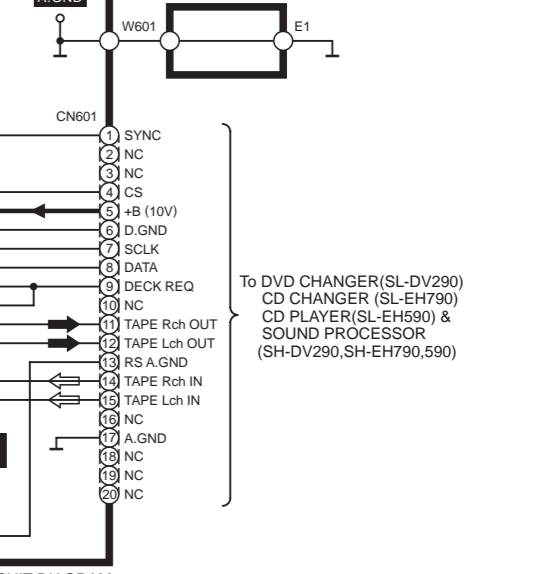 A.GND
W601
E1
CN601
1 SYNC
2 NC
3 NC
4 CS
5 +B (10V)
6 D.GND
7 SCLK
8 DATA
9 DECK REQ
10 NC
11 TAPE Rch OUT
12 TAPE Lch OUT
13 RS A.GND
14 TAPE Rch IN
15 TAPE Lch IN
16 NC
17 A.GND
18 NC
19 NC
20 NC
To DVD CHANGER(SL-DV290)
CD CHANGER (SL-EH790)
CD PLAYER(SL-EH590) &
SOUND PROCESSOR
(SH-DV290,SH-EH790,590)